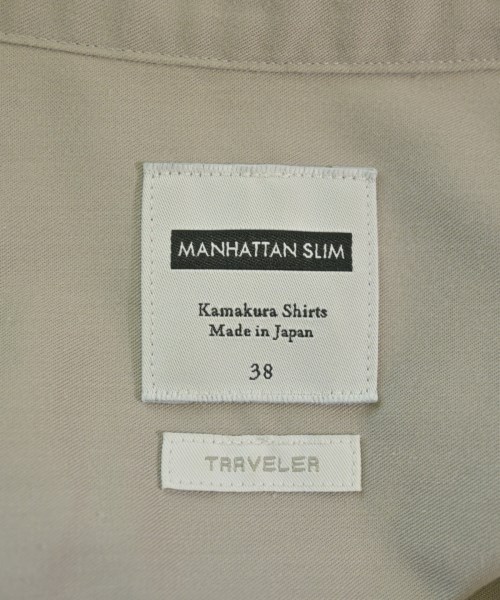 MANHATTAN SLIM
Kamakura Shirts
Made in Japan
38
TRAVELER